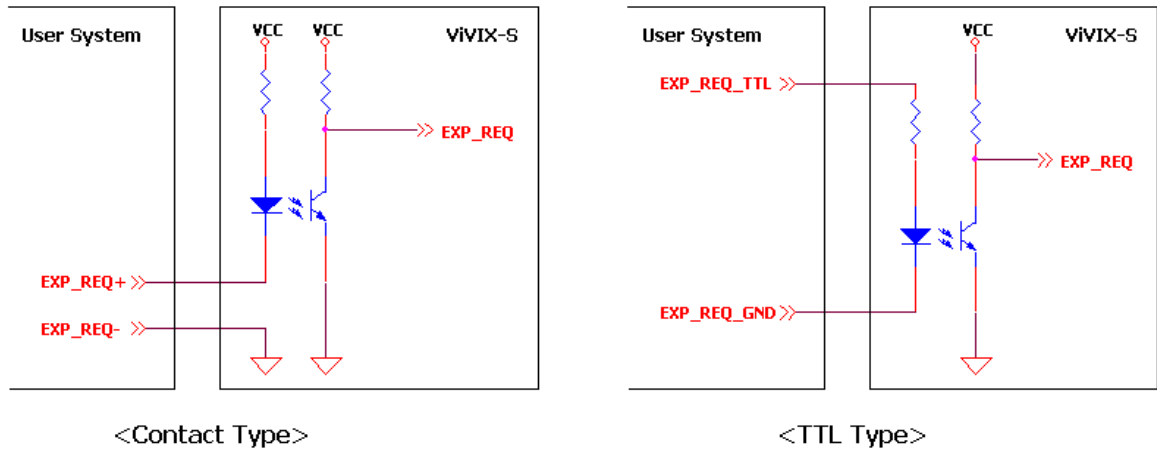 User System
VCC
VCC
ViVIX-S
EXP_REQ
EXP_REQ+
EXP_REQ-
<Contact Type>
User System
VCC
ViVIX-S
EXP_REQ_TTL
EXP_REQ
EXP_REQ_GND
<TTL Type>